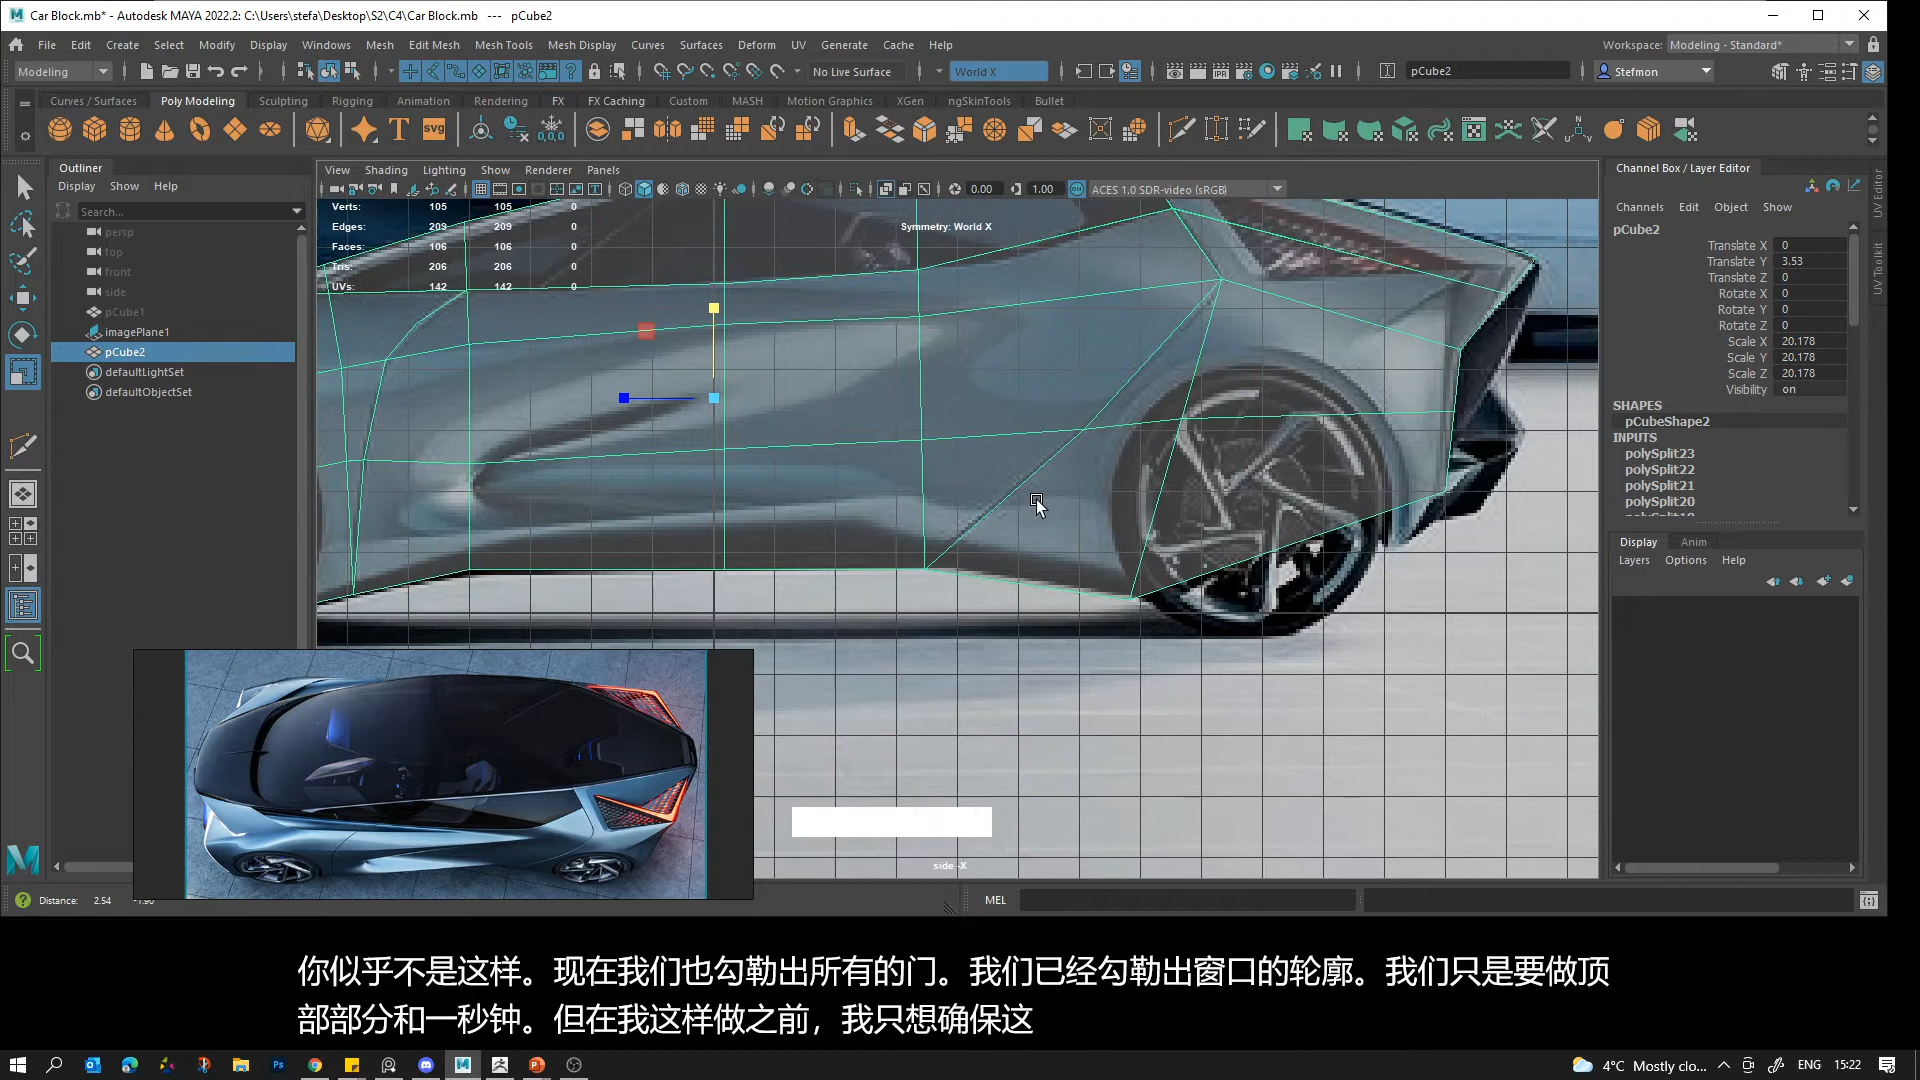 Car Block.mb* - Autodesk MAYA 2022.2: C:\Users\stefa\Desktop\S2\C4\Car Block.mb --- pCube2
File Edit Create Select Modify Display Windows Mesh Edit Mesh Mesh Tools Mesh Display Curves Surfaces Deform UV Generate Cache Help
Workspace: Modeling - Standard*
Modeling
No Live Surface
World X
pCube2
Stefmon
Curves / Surfaces Poly Modeling Sculpting Rigging Animation Rendering FX FX Caching Custom MASH Motion Graphics XGen ngSkinTools Bullet
Outliner
Display Show Help
Search...
persp
top
front
side
pCube1
imagePlane1
pCube2
defaultLightSet
defaultObjectSet
View Shading Lighting Show Renderer Panels
0.00
1.00
ACES 1.0 SDR-video (sRGB)
Verts: 105 105 0
Edges: 209 209 0
Faces: 106 106 0
Tris: 206 206 0
UVs: 142 142 0
Symmetry: World X
side -X
Channel Box / Layer Editor
Channels Edit Object Show
pCube2
Translate X 0
Translate Y 3.53
Translate Z 0
Rotate X 0
Rotate Y 0
Rotate Z 0
Scale X 20.178
Scale Y 20.178
Scale Z 20.178
Visibility on
SHAPES
pCubeShape2
INPUTS
polySplit23
polySplit22
polySplit21
polySplit20
Display Anim
Layers Options Help
UV Editor
UV Toolkit
Distance: 2.54 -1.90
MEL
你似乎不是这样。现在我们也勾勒出所有的门。我们已经勾勒出窗口的轮廓。我们只是要做顶
部部分和一秒钟。但在我这样做之前，我只想确保这
4°C Mostly clo...
ENG
15:22